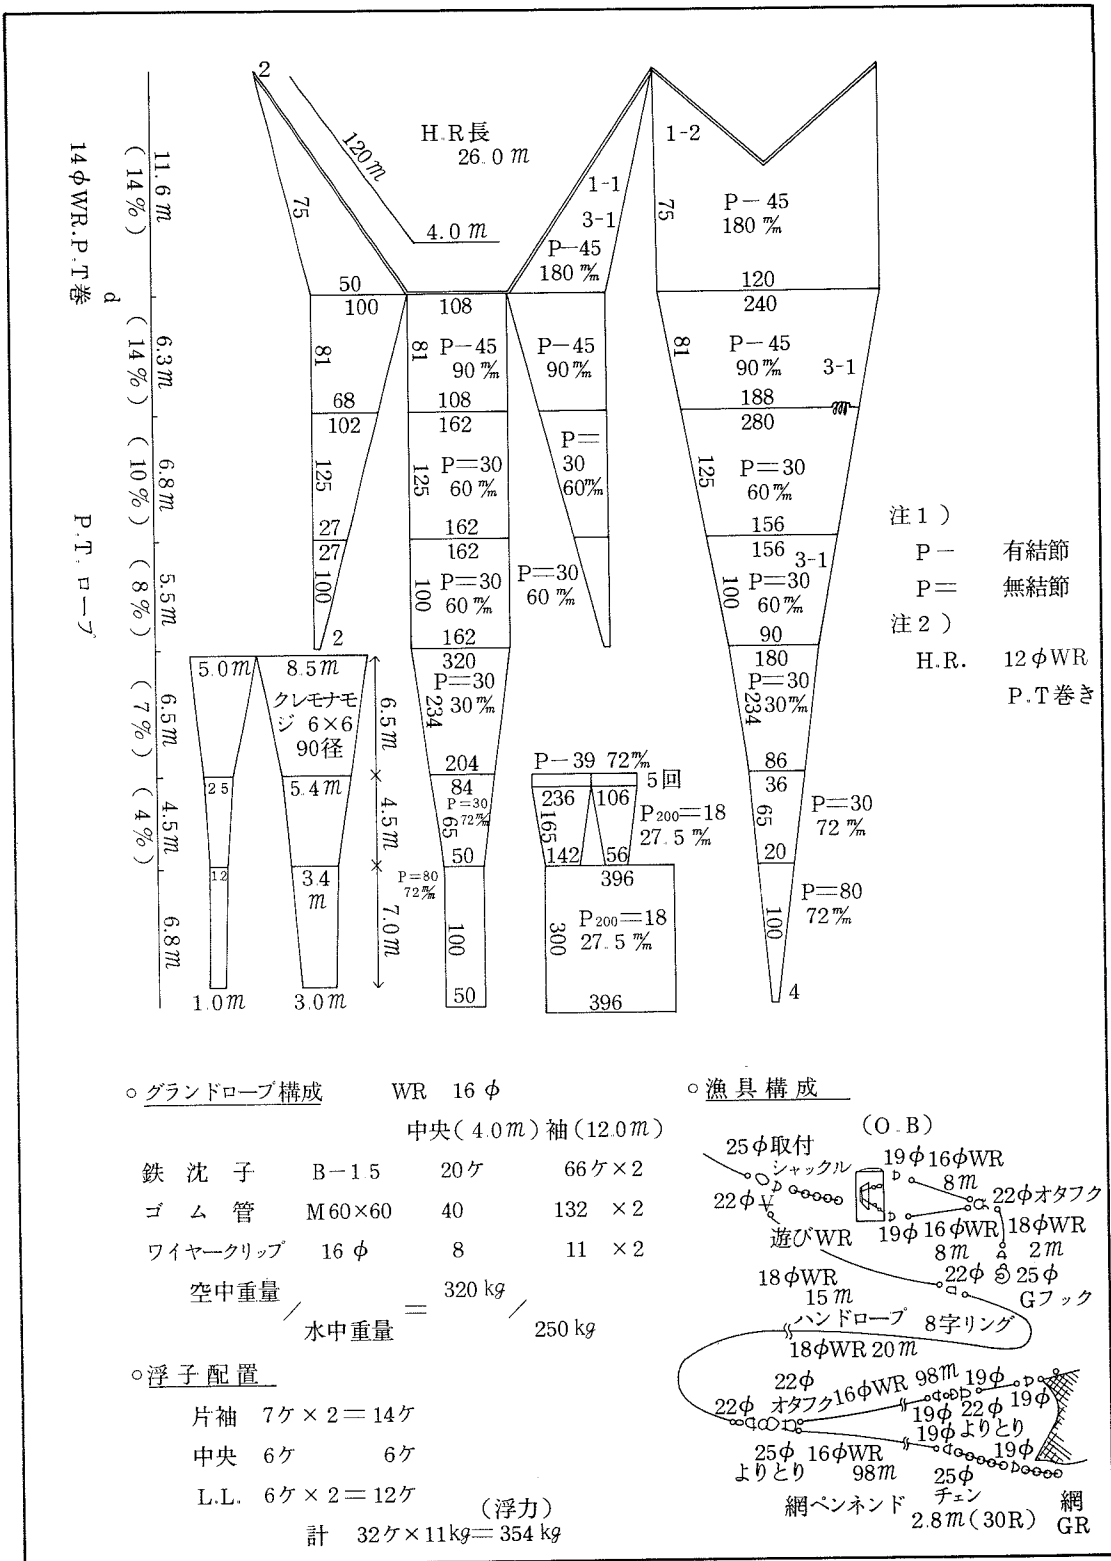 14φWR.P.T巻
d
P.T.ロープ
11.6m
(14%)
6.3m
(14%)
6.8m
(10%)
5.5m
(8%)
6.5m
(7%)
4.5m
(4%)
6.8m
2
120m
H.R長
26.0m
4.0m
75
50
100
81
68
102
125
27
27
100
2
108
81
P-45
90m/m
108
162
125
P=30
60m/m
162
162
100
P=30
60m/m
162
320
P=30
30m/m
234
204
84
P=30
72m/m
65
50
P=80
72m/m
100
50
1-1
3-1
P-45
180m/m
P-45
90m/m
P=
30
60m/m
P=30
60m/m
1-2
75
P-45
180m/m
120
240
81
P-45
90m/m
3-1
188
280
125
P=30
60m/m
156
156
3-1
100
P=30
60m/m
90
180
P=30
30m/m
234
86
36
65
P=30
72m/m
20
P=80
72m/m
100
4
5.0m
8.5m
クレモナモ
ジ 6×6
90径
6.5m
2.5
5.4m
4.5m
1.2
3.4
m
7.0m
1.0m
3.0m
P-39 72m/m
5回
236 106
165
P200=18
27.5m/m
142 56
396
300
P200=18
27.5m/m
396
注1)
P- 有結節
P= 無結節
注2)
H.R. 12φWR
P.T巻き
○グランドロープ構成 WR 16φ
中央(4.0m)袖(12.0m)
鉄沈子 B-1.5 20ケ 66ケ×2
ゴム管 M60×60 40 132 ×2
ワイヤークリップ 16φ 8 11 ×2
空中重量/水中重量 = 320kg/250kg
○浮子配置
片袖 7ケ×2=14ケ
中央 6ケ 6ケ
L.L. 6ケ×2=12ケ
(浮力)
計 32ケ×11kg=354kg
○漁具構成
(O.B)
25φ取付
シャックル
19φ 16φWR
8m
22φオタフク
22φ
遊びWR
19φ 16φWR
8m
18φWR
2m
18φWR
15m
22φ
25φ
Gフック
ハンドロープ
8字リング
18φWR 20m
22φ
オタフク
16φWR 98m
19φ
22φ
19φ
22φ
よりとり
19φ
25φ
よりとり
16φWR
98m
19φ
19φ
25φ
チェン
2.8m(30R)
網ペンネンド
網
GR